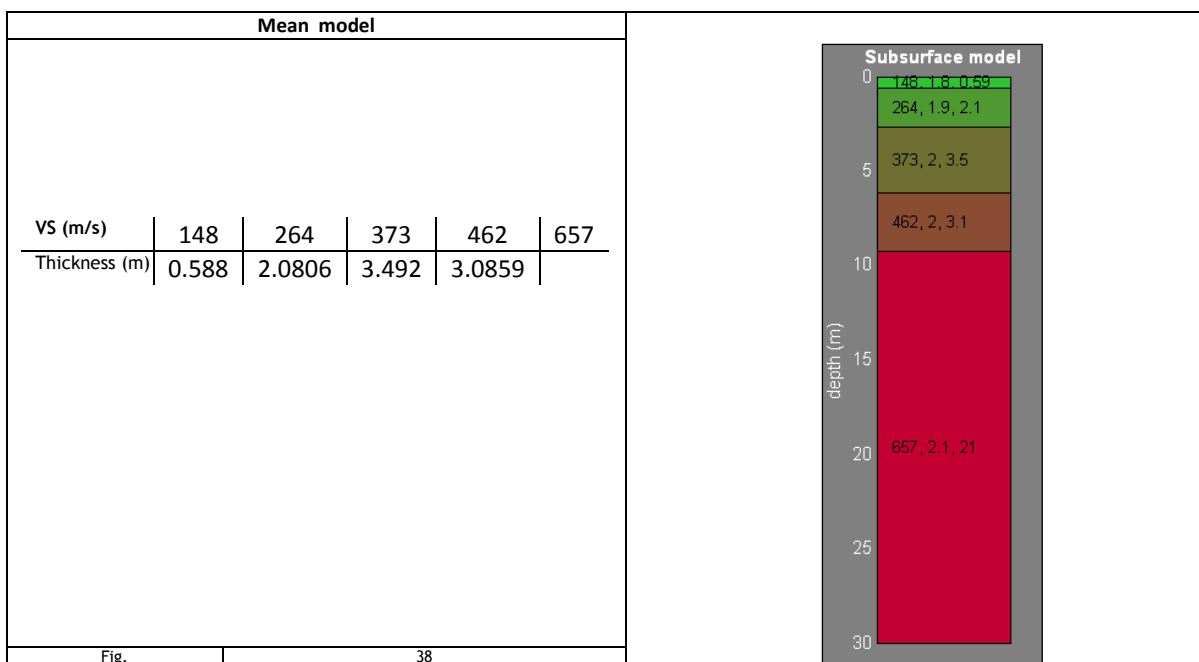 Mean model
VS (m/s) 148 264 373 462 657
Thickness (m) 0.588 2.0806 3.492 3.0859
Fig. 38
Subsurface model
0
148, 1.8, 0.59
264, 1.9, 2.1
373, 2, 3.5
5
462, 2, 3.1
10
depth (m)
15
657, 2.1, 21
20
25
30